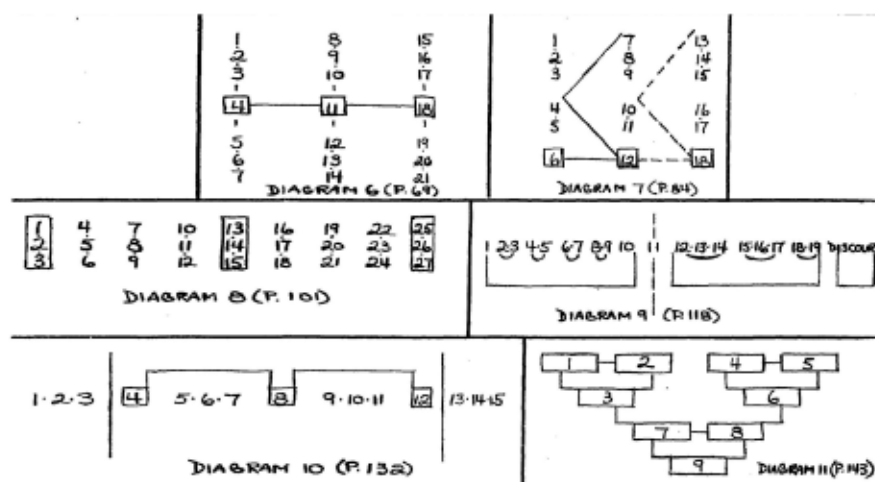 1 8 15
2 9 16
3 10 17
4 11 18
5 12 19
6 13 20
7 14 21
DIAGRAM 6 (P. 69)
1 7 13
2 8 14
3 9 15
4 10 16
5 11 17
6 12 18
DIAGRAM 7 (P. 84)
1 4 7 10 13 16 19 22 25
2 5 8 11 14 17 20 23 26
3 6 9 12 15 18 21 24 27
DIAGRAM 8 (P. 101)
1 2·3 4·5 6·7 8·9 10 11 12·13·14 15·16·17 18·19 DISCOUR
DIAGRAM 9 (P. 118)
1·2·3 4 5·6·7 8 9·10·11 12 13·14·15
DIAGRAM 10 (P. 132)
1 2 4 5
3 6
7 8
9
DIAGRAM 11 (P. 143)